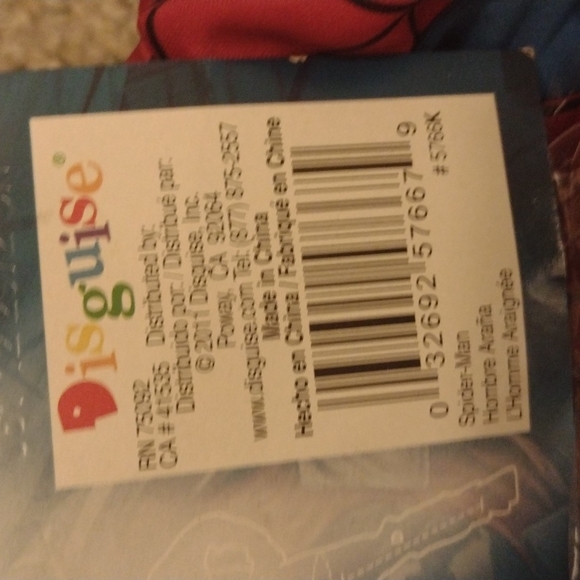 Disguise®
RN 75092
CA # 416535
Distributed by:
Distribuido por: / Distribué par:
© 2011 Disguise, Inc.
Poway, CA 92064
www.disguise.com Tel: (877) 875-2557
Made in China
Hecho en China / Fabriqué en Chine
0 32692 57667 9
# 5766K
Spider-Man
Hombre Araña
L'Homme Araignée